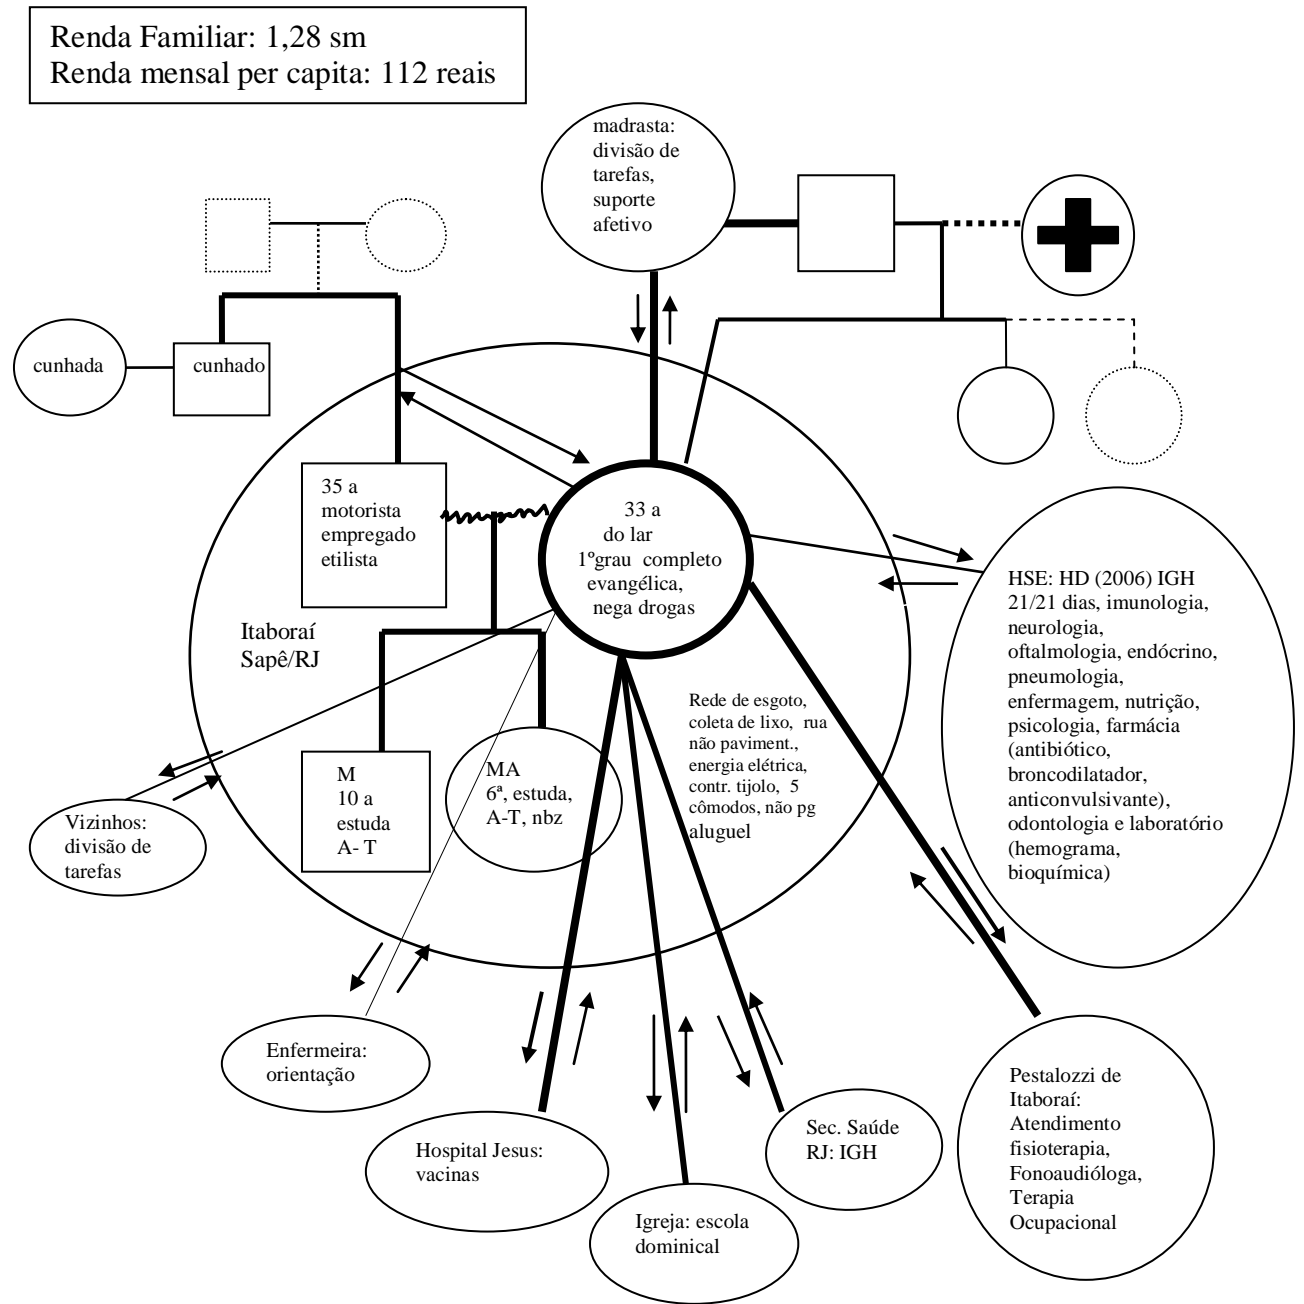 Renda Familiar: 1,28 sm
Renda mensal per capita: 112 reais
madrasta:
divisão de
tarefas,
suporte
afetivo
cunhada
cunhado
35 a
motorista
empregado
etilista
33 a
do lar
1ºgrau completo
evangélica,
nega drogas
Itaboraí
Sapê/RJ
HSE: HD (2006) IGH
21/21 dias, imunologia,
neurologia,
oftalmologia, endócrino,
pneumologia,
enfermagem, nutrição,
psicologia, farmácia
(antibiótico,
broncodilatador,
anticonvulsivante),
odontologia e laboratório
(hemograma,
bioquímica)
Rede de esgoto,
coleta de lixo, rua
não paviment.,
energia elétrica,
contr. tijolo, 5
cômodos, não pg
aluguel
M
10 a
estuda
A- T
MA
6ª, estuda,
A-T, nbz
Vizinhos:
divisão de
tarefas
Enfermeira:
orientação
Hospital Jesus:
vacinas
Igreja: escola
dominical
Sec. Saúde
RJ: IGH
Pestalozzi de
Itaboraí:
Atendimento
fisioterapia,
Fonoaudióloga,
Terapia
Ocupacional